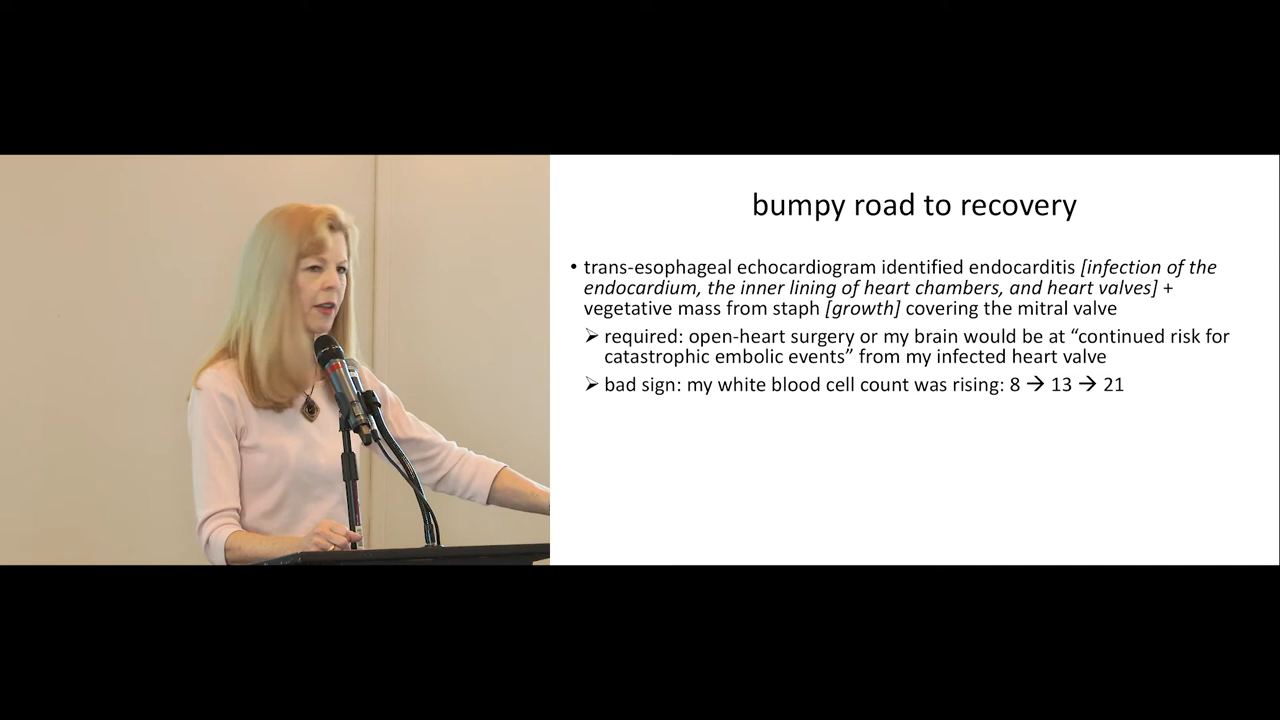 bumpy road to recovery
• trans-esophageal echocardiogram identified endocarditis [infection of the
endocardium, the inner lining of heart chambers, and heart valves] +
vegetative mass from staph [growth] covering the mitral valve
➢ required: open-heart surgery or my brain would be at “continued risk for
catastrophic embolic events” from my infected heart valve
➢ bad sign: my white blood cell count was rising: 8 → 13 → 21